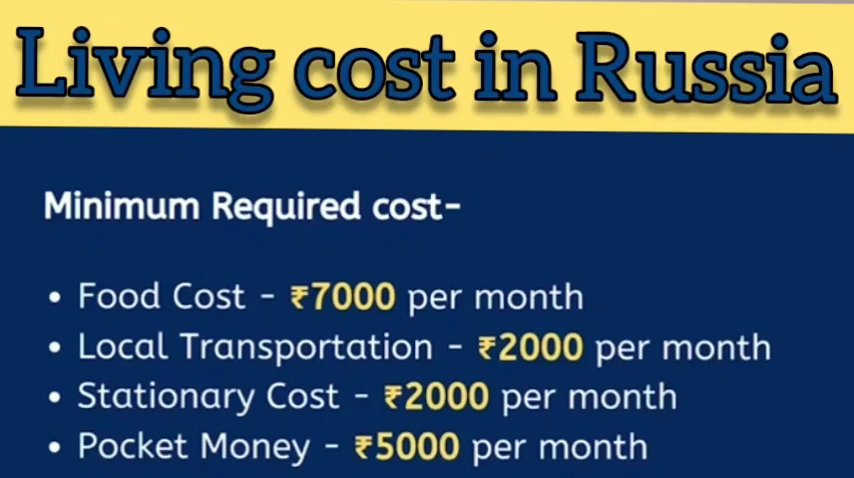 Living cost in Russia
Minimum Required cost-
• Food Cost - ₹7000 per month
• Local Transportation - ₹2000 per month
• Stationary Cost - ₹2000 per month
• Pocket Money - ₹5000 per month